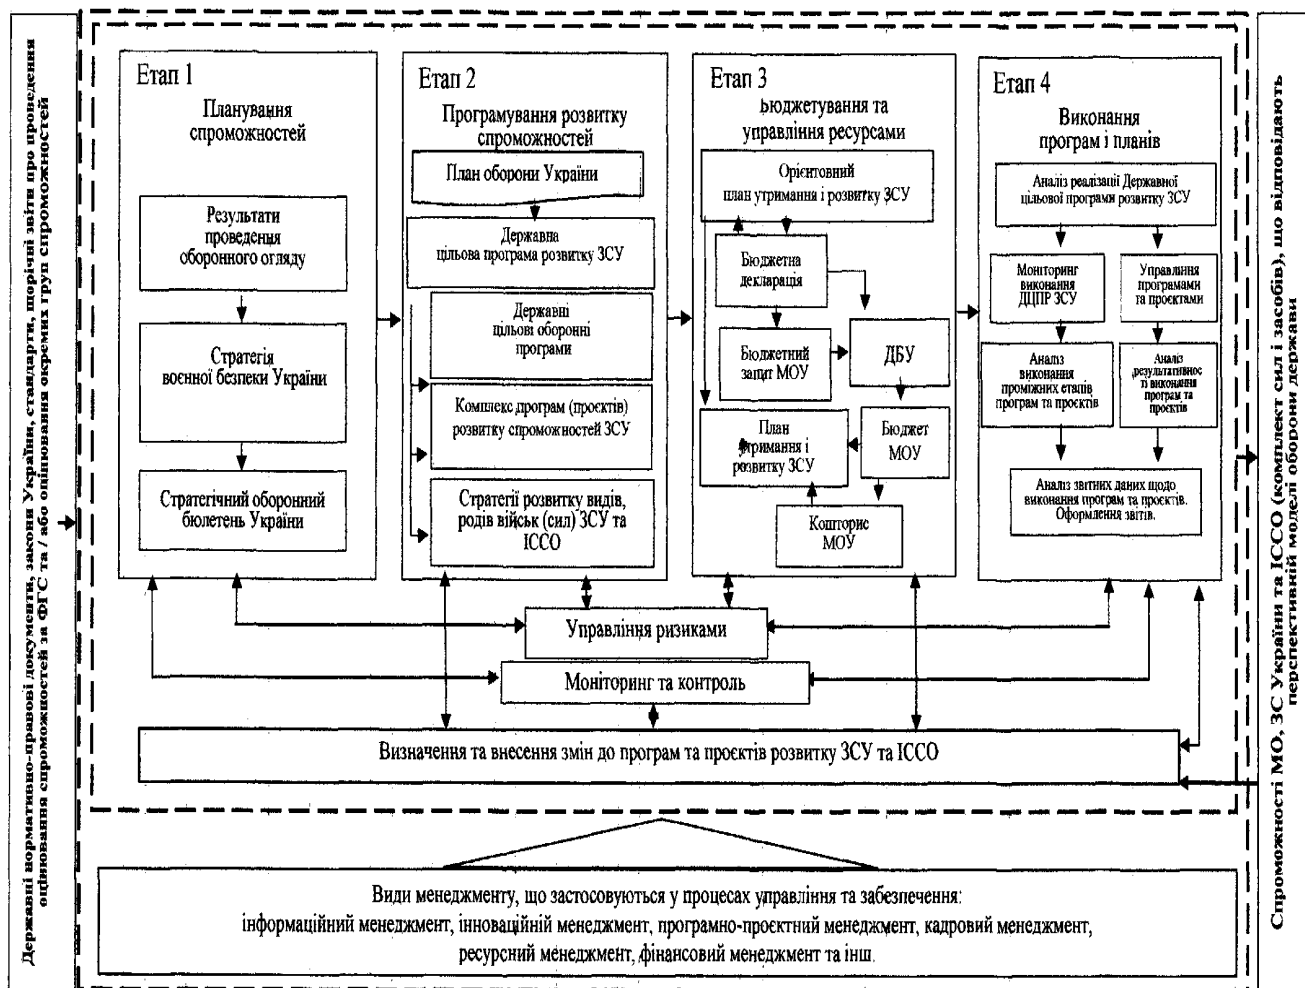 Державні нормативно-правові документи, закони України, стандарти, щорічні звіти про проведення
оцінювання спроможностей за ФГС та / або оцінювання окремих груп спроможностей
Етап 1
Планування
спроможностей
Результати
проведення
оборонного огляду
Стратегія
воєнної безпеки України
Стратегічний оборонний
бюлетень України
Етап 2
Програмування розвитку
спроможностей
План оборони України
Державна
цільова програма розвитку ЗСУ
Державні
цільові оборонні
програми
Комплекс програм (проєктів)
розвитку спроможностей ЗСУ
Стратегії розвитку видів,
родів військ (сил) ЗСУ та
ІССО
Етап 3
Бюджетування та
управління ресурсами
Орієнтовний
план утримання і розвитку ЗСУ
Бюджетна
декларація
Бюджетний
запит МОУ
ДБУ
План
утримання і
розвитку ЗСУ
Бюджет
МОУ
Кошторис
МОУ
Етап 4
Виконання
програм і планів
Аналіз реалізації Державної
цільової програми розвитку ЗСУ
Моніторинг
виконання
ДЦПР ЗСУ
Управління
програмами
та проєктами
Аналіз
виконання
проміжних етапів
програм та проєктів
Аналіз
результативнос
ті виконання
програм та
проєктів
Аналіз звітних даних щодо
виконання програм та проєктів.
Оформлення звітів.
Управління ризиками
Моніторинг та контроль
Визначення та внесення змін до програм та проєктів розвитку ЗСУ та ІССО
Види менеджменту, що застосовуються у процесах управління та забезпечення:
інформаційний менеджмент, інноваційній менеджмент, програмно-проєктний менеджмент, кадровий менеджмент,
ресурсний менеджмент, фінансовий менеджмент та інш.
Спроможності МО, ЗС України та ІССО (комплект сил і засобів), що відповідають
перспективній моделі оборони держави